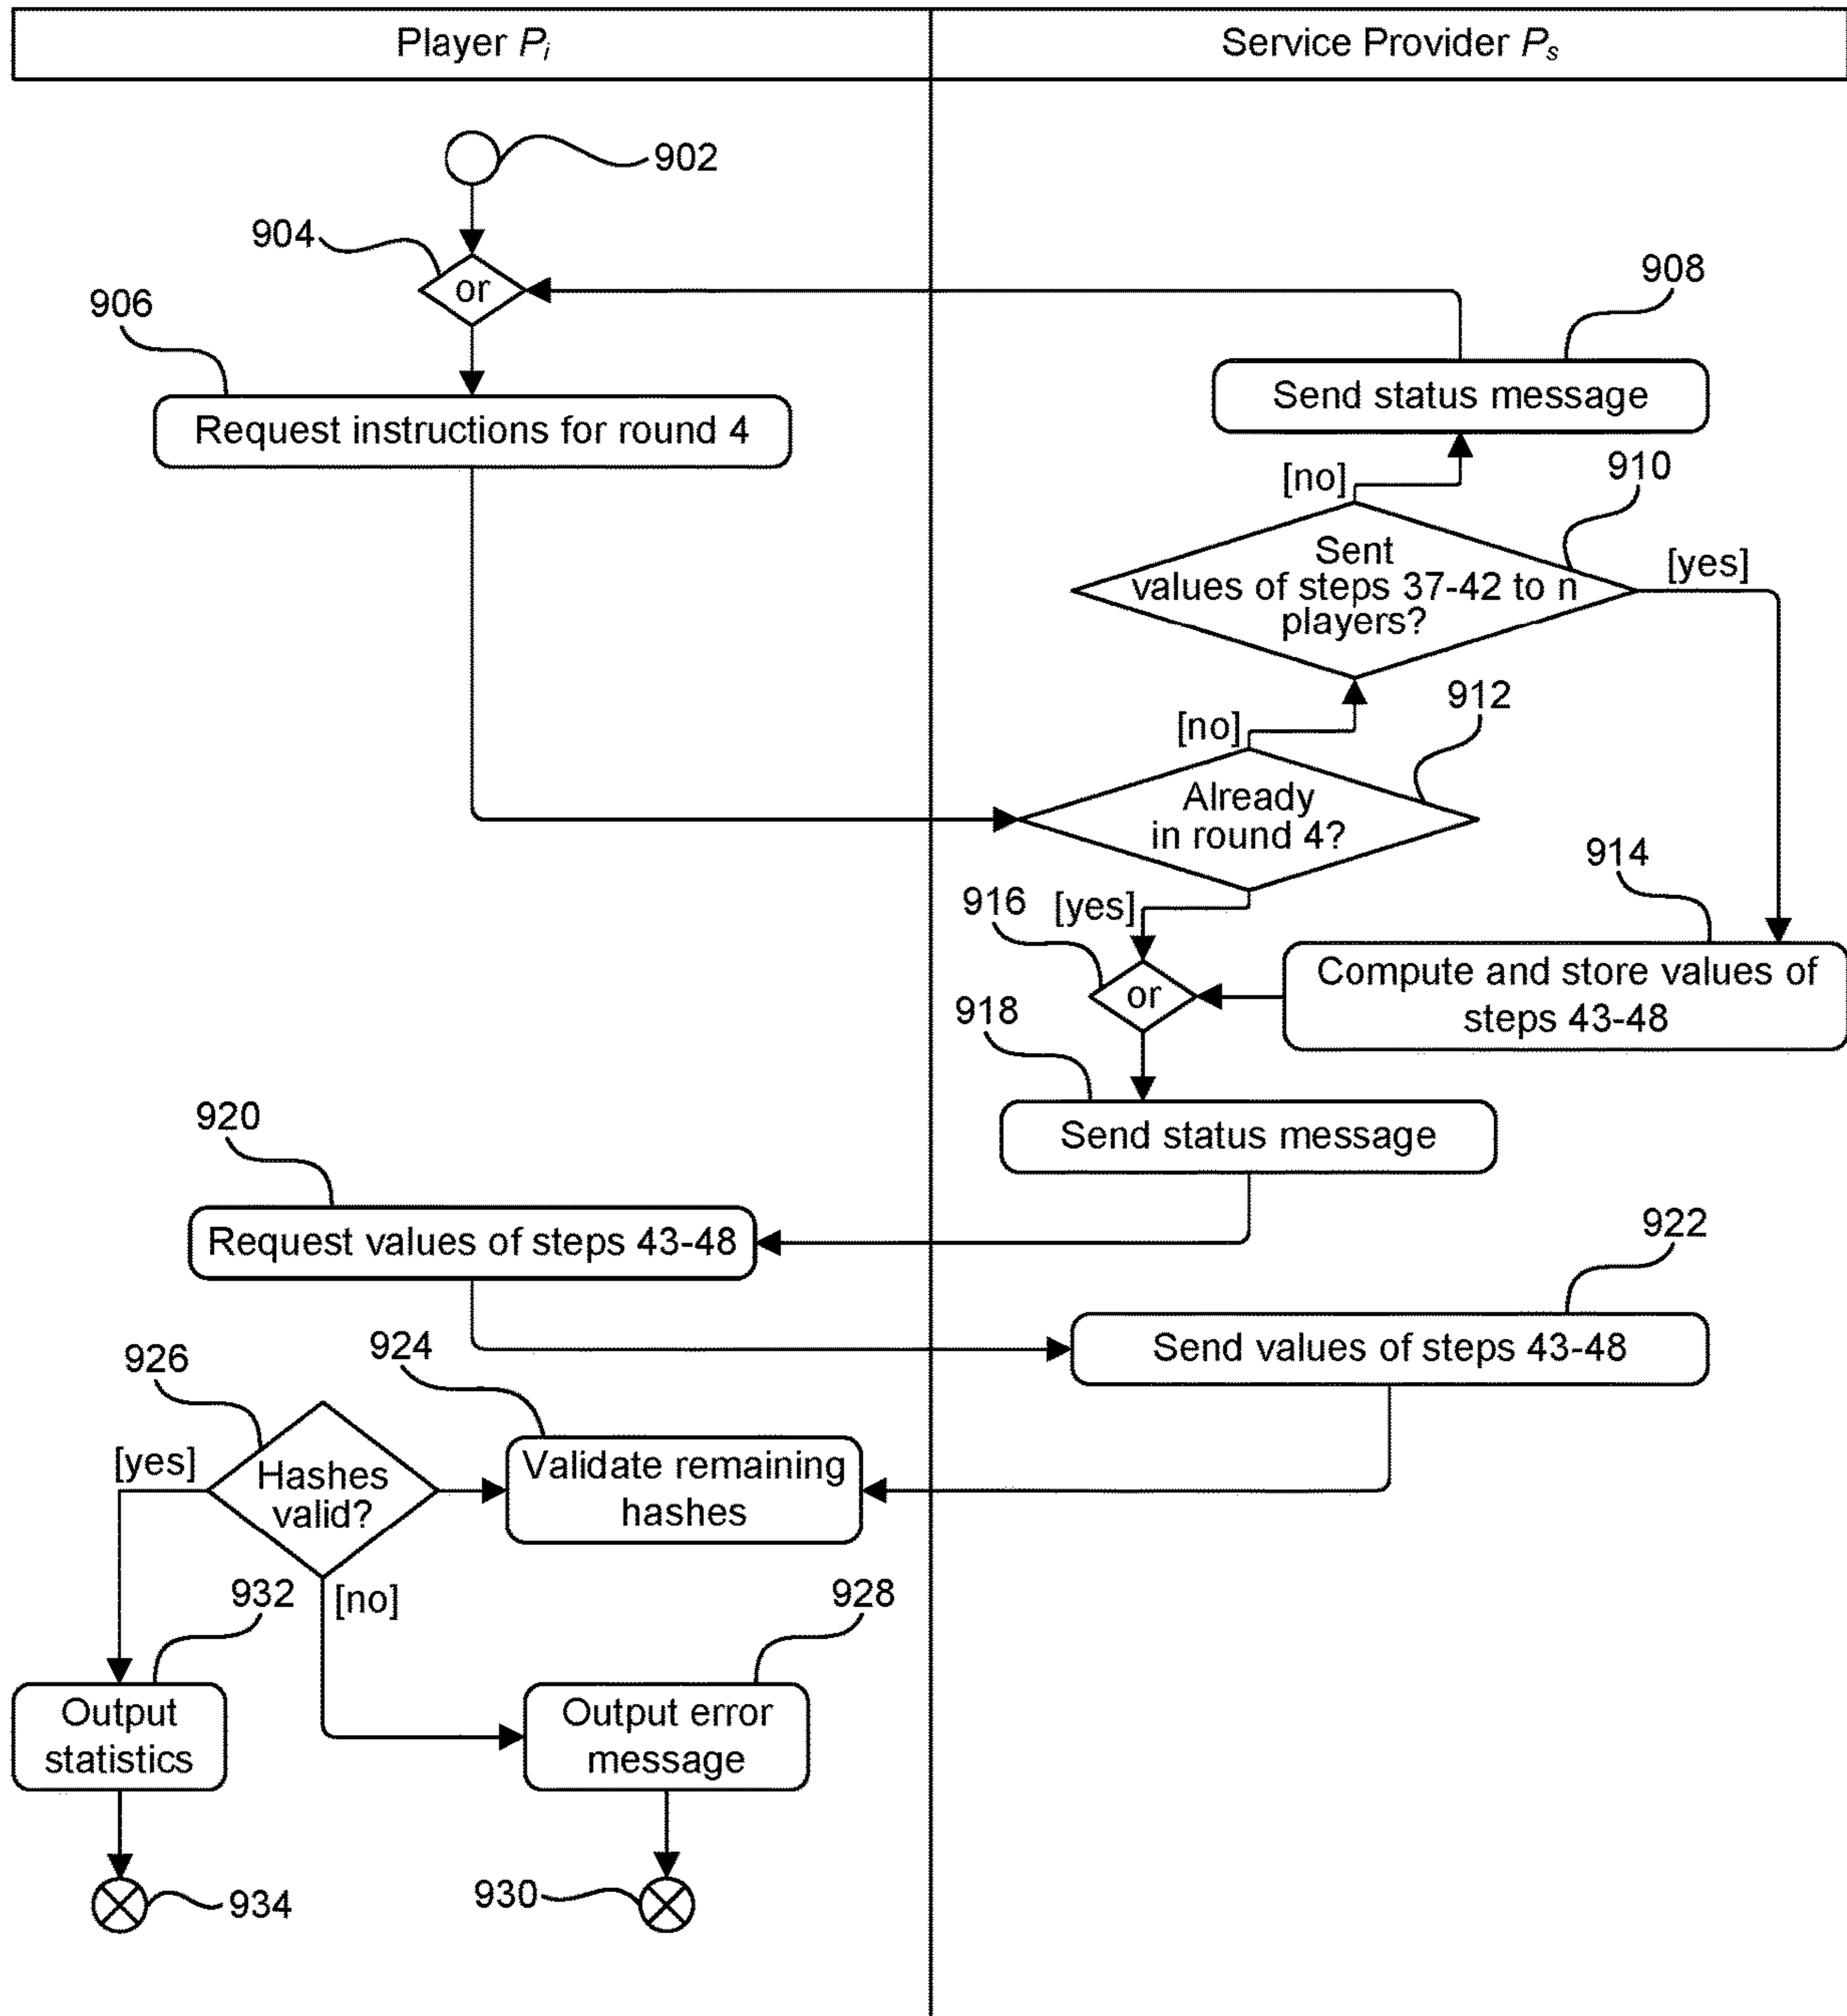 Player Pi
Service Provider Ps
902
904
or
906
908
Request instructions for round 4
Send status message
[no]
910
Sent
values of steps 37-42 to n
players?
[yes]
[no]
912
Already
in round 4?
914
916
[yes]
or
Compute and store values of
steps 43-48
918
Send status message
920
Request values of steps 43-48
922
Send values of steps 43-48
924
926
[yes]
Hashes
valid?
Validate remaining
hashes
932
[no]
928
Output
statistics
Output error
message
934
930